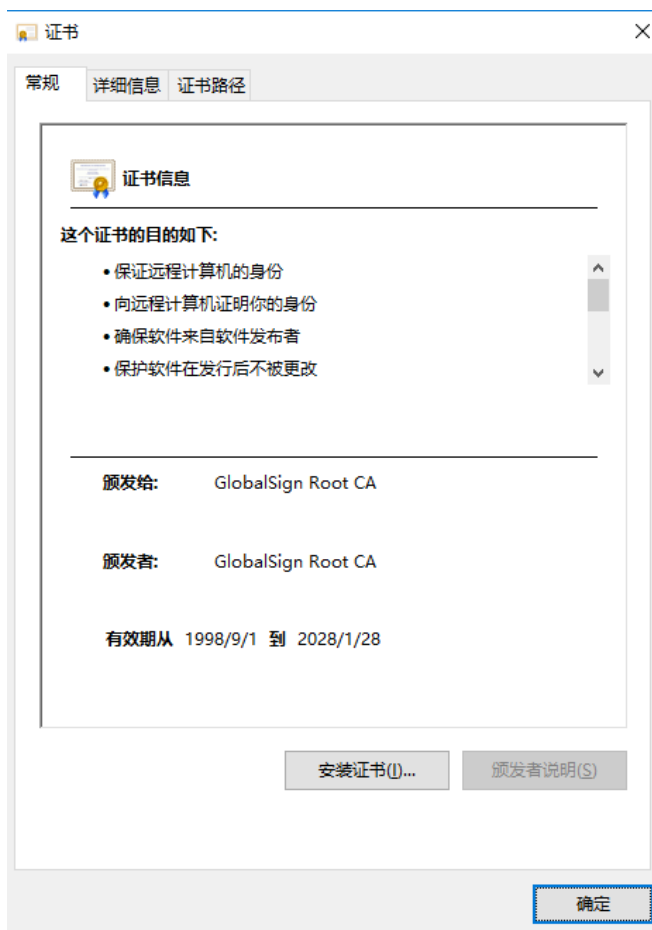 证书
常规 详细信息 证书路径
证书信息
这个证书的目的如下:
• 保证远程计算机的身份
• 向远程计算机证明你的身份
• 确保软件来自软件发布者
• 保护软件在发行后不被更改
颁发给: GlobalSign Root CA
颁发者: GlobalSign Root CA
有效期从 1998/9/1 到 2028/1/28
安装证书(I)... 颁发者说明(S)
确定